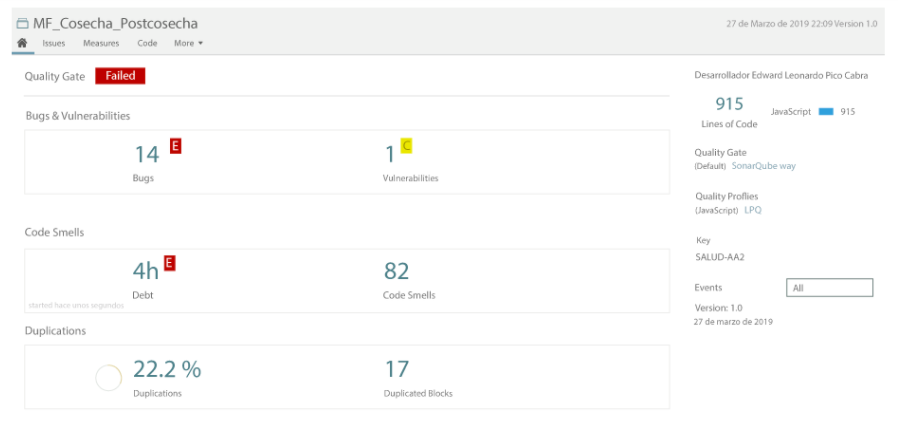 MF_Cosecha_Postcosecha
27 de Marzo de 2019 22:09 Version 1.0
Issues Measures Code More
Quality Gate Failed
Desarrollador Edward Leonardo Pico Cabra
915
Lines of Code
JavaScript 915
Bugs & Vulnerabilities
14 E
Bugs
1 C
Vulnerabilities
Quality Gate
(Default) SonarQube way
Quality Proflies
(JavaScript) LPQ
Code Smells
Key
SALUD-AA2
4h E
Debt
82
Code Smells
started hace unos segundos
Events All
Version: 1.0
27 de marzo de 2019
Duplications
22.2 %
Duplications
17
Duplicated Blocks